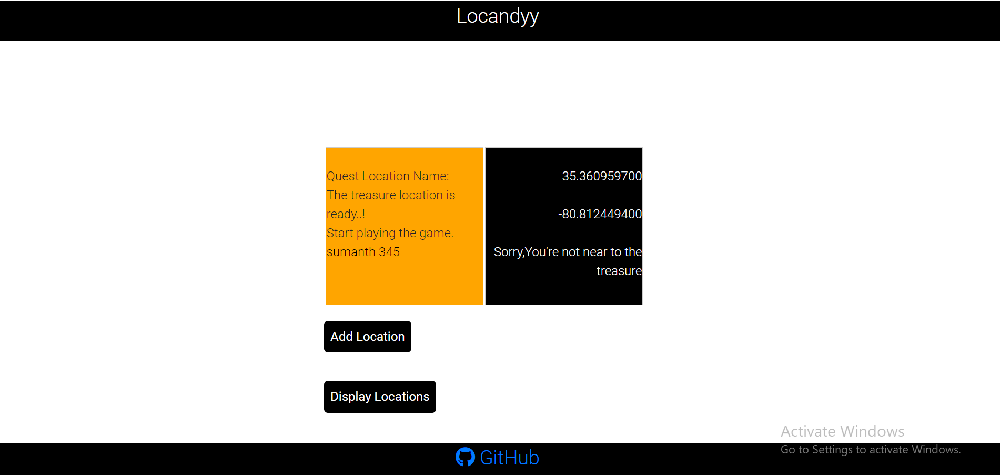 Locandyy
Quest Location Name:
The treasure location is
ready..!
Start playing the game.
sumanth 345
35.360959700
-80.812449400
Sorry,You're not near to the
treasure
Add Location
Display Locations
Activate Windows
Go to Settings to activate Windows.
GitHub